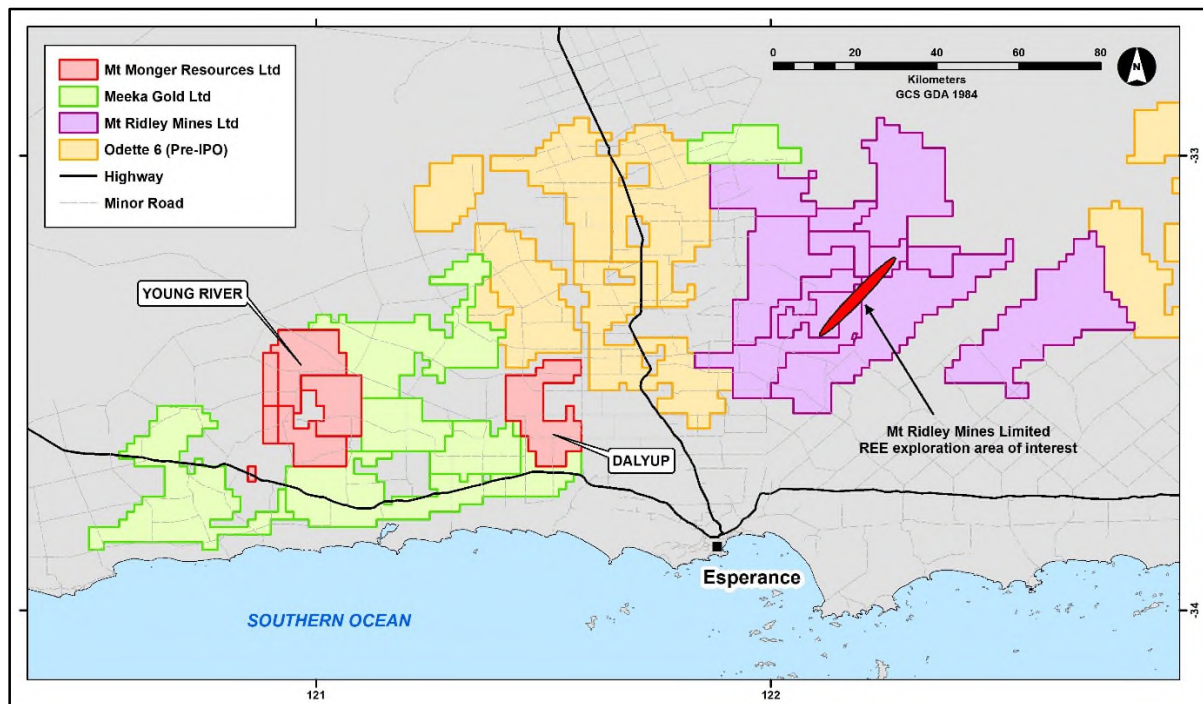 Mt Monger Resources Ltd
Meeka Gold Ltd
Mt Ridley Mines Ltd
Odette 6 (Pre-IPO)
Highway
Minor Road
0 20 40 60 80
Kilometers
GCS GDA 1984
N
-33
YOUNG RIVER
DALYUP
Mt Ridley Mines Limited
REE exploration area of interest
Esperance
SOUTHERN OCEAN
-34
121
122